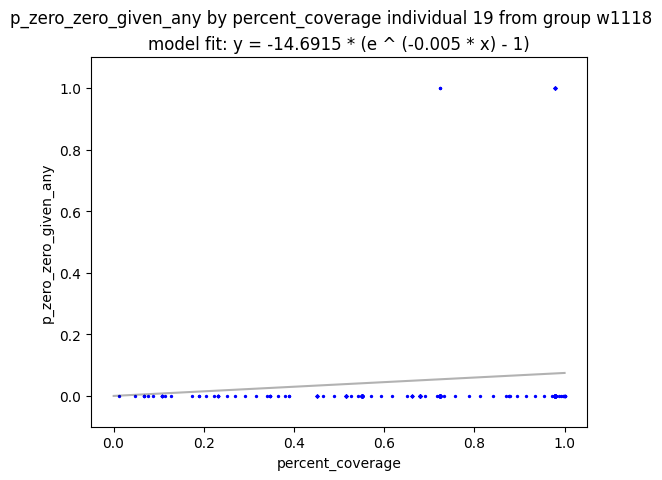 p_zero_zero_given_any by percent_coverage individual 19 from group w1118
model fit: y = -14.6915 * (e ^ (-0.005 * x) - 1)
1.0
0.8
0.6
0.4
0.2
0.0
p_zero_zero_given_any
0.0 0.2 0.4 0.6 0.8 1.0
percent_coverage